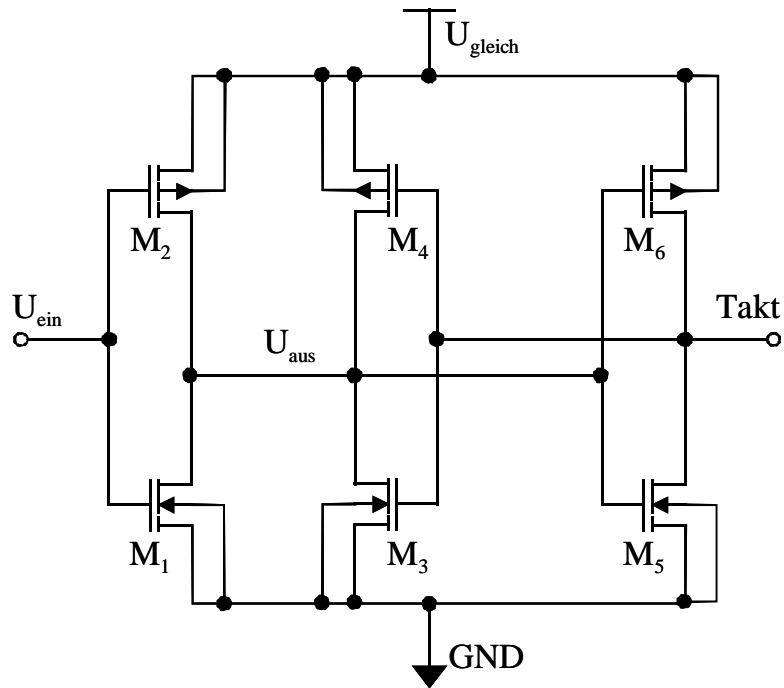 U_gleich
M_2
M_4
M_6
U_ein
Takt
U_aus
M_1
M_3
M_5
GND